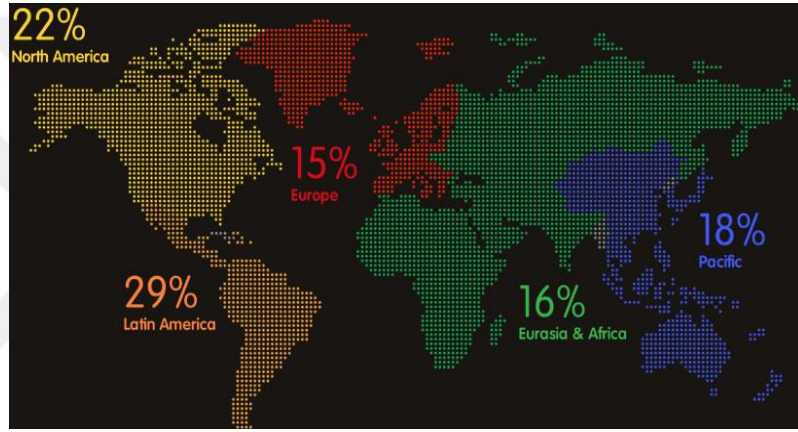 22%
North America
15%
Europe
18%
Pacific
29%
Latin America
16%
Eurasia & Africa